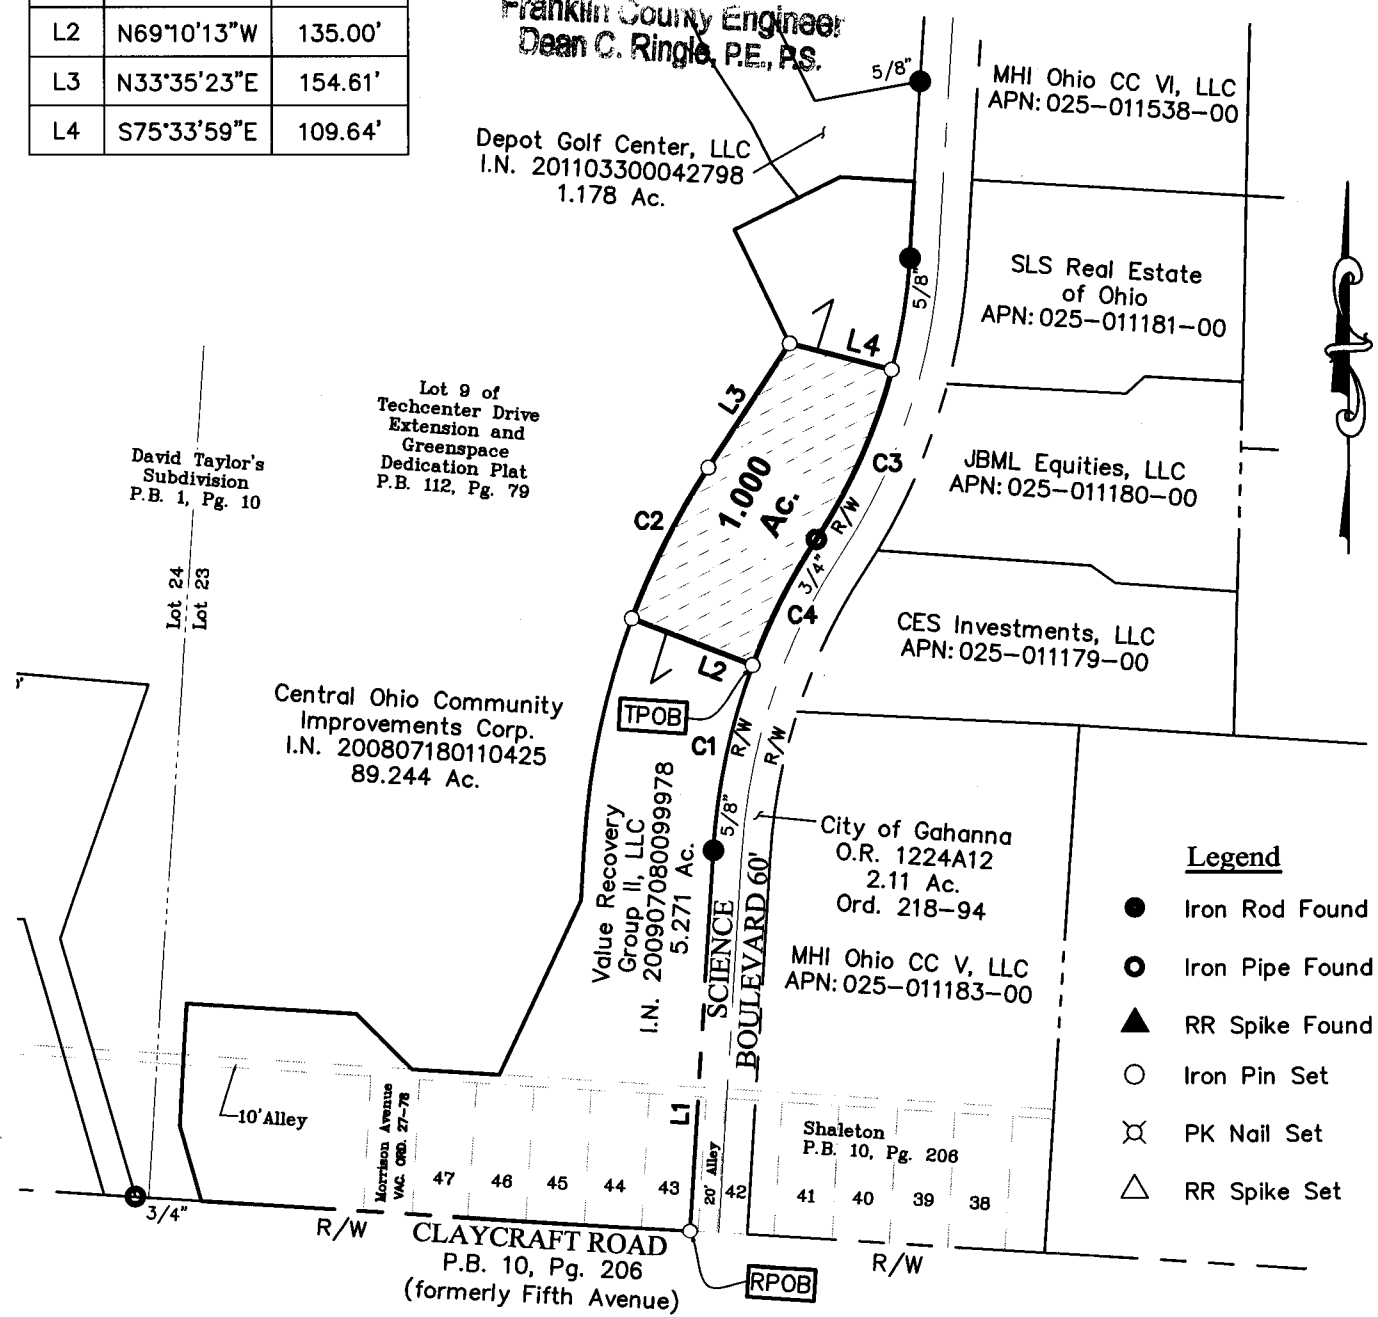 L2 N69°10'13"W 135.00'
L3 N33°35'23"E 154.61'
L4 S75°33'59"E 109.64'
Franklin County Engineer
Dean C. Ringle, P.E., P.S.
5/8"
MHI Ohio CC VI, LLC
APN: 025-011538-00
Depot Golf Center, LLC
I.N. 201103300042798
1.178 Ac.
SLS Real Estate
of Ohio
APN: 025-011181-00
5/8"
L4
L3
Lot 9 of
Techcenter Drive
Extension and
Greenspace
Dedication Plat
P.B. 112, Pg. 79
David Taylor's
Subdivision
P.B. 1, Pg. 10
1.000
Ac.
C3
JBML Equities, LLC
APN: 025-011180-00
C2
R/W
3/4"
C4
Lot 24
Lot 23
CES Investments, LLC
APN: 025-011179-00
L2
TPOB
Central Ohio Community
Improvements Corp.
I.N. 200807180110425
89.244 Ac.
C1
R/W
R/W
5/8"
Value Recovery
Group II, LLC
I.N. 200907080099978
5.271 Ac.
City of Gahanna
O.R. 1224A12
2.11 Ac.
Ord. 218-94
SCIENCE
BOULEVARD 60'
MHI Ohio CC V, LLC
APN: 025-011183-00
Legend
Iron Rod Found
Iron Pipe Found
RR Spike Found
Iron Pin Set
PK Nail Set
RR Spike Set
10' Alley
Morrison Avenue
VAC. ORD. 27-78
L1
20' Alley
Shaleton
P.B. 10, Pg. 206
47 46 45 44 43 42 41 40 39 38
3/4"
R/W
CLAYCRAFT ROAD
P.B. 10, Pg. 206
(formerly Fifth Avenue)
R/W
RPOB